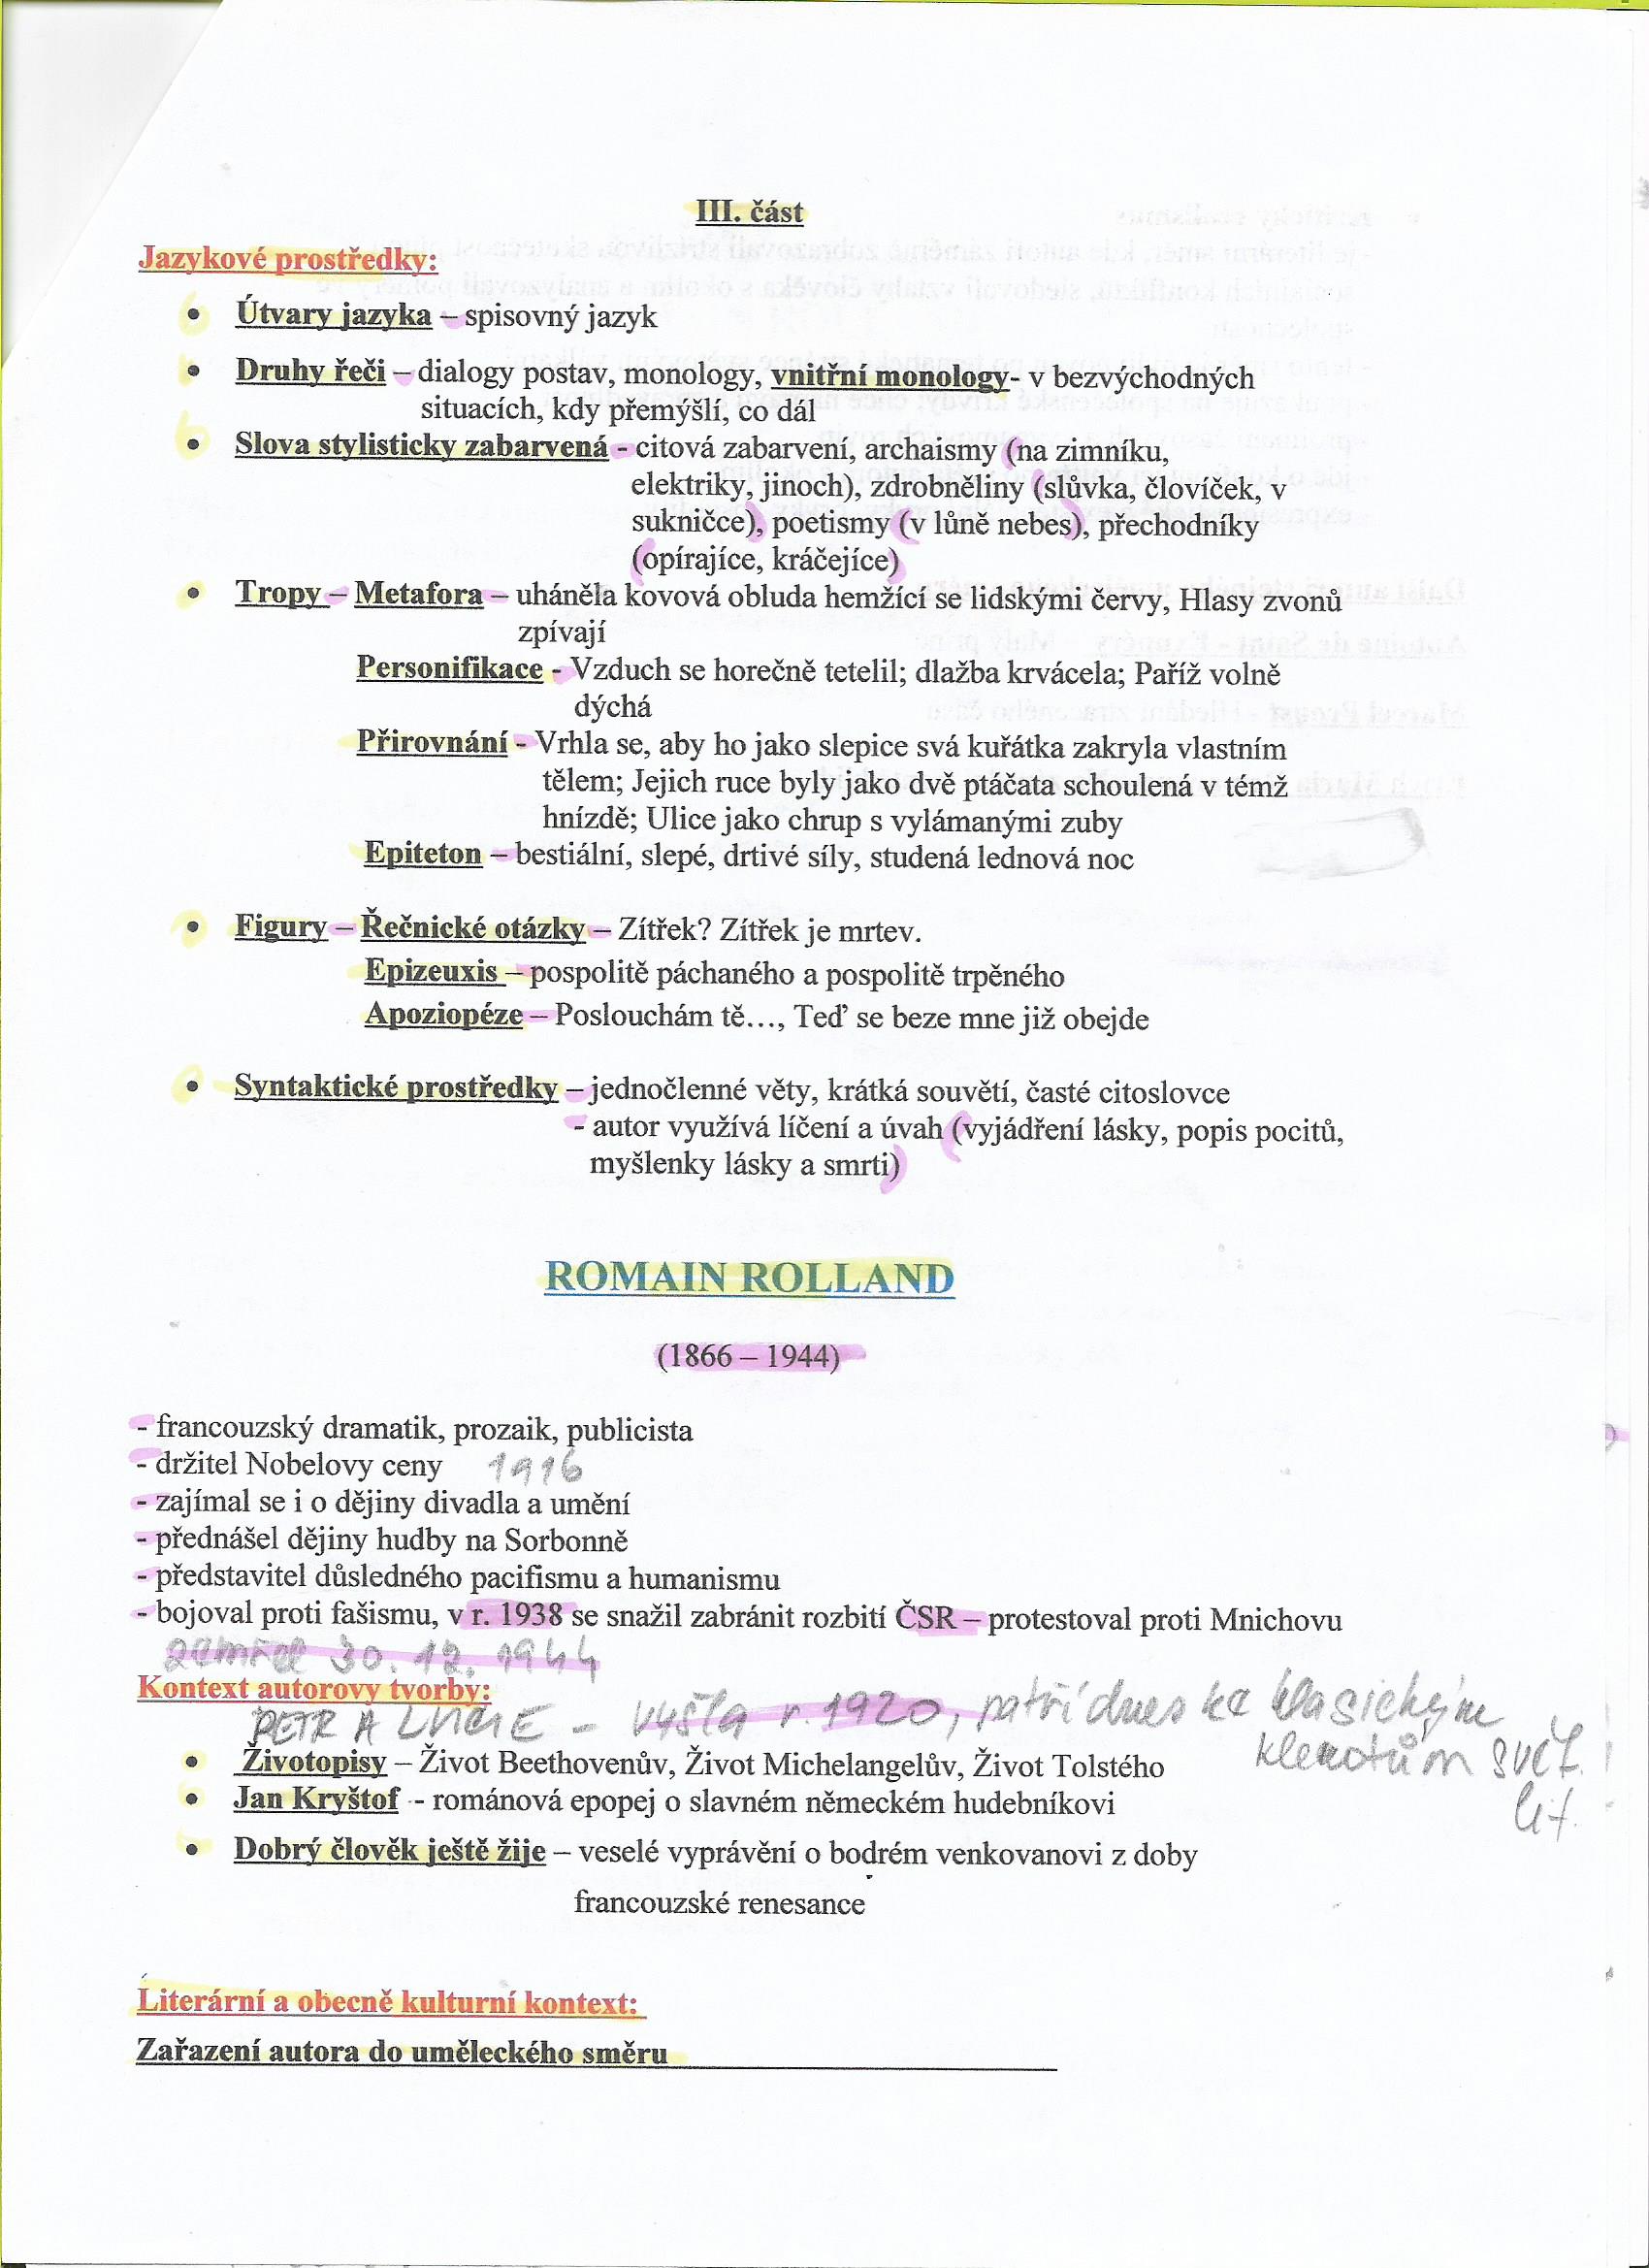 III. část
Jazykové prostředky:
• Útvary jazyka – spisovný jazyk
• Druhy řeči – dialogy postav, monology, vnitřní monology- v bezvýchodných
situacích, kdy přemýšlí, co dál
• Slova stylisticky zabarvená - citová zabarvení, archaismy (na zimníku,
elektriky, jinoch), zdrobněliny (slůvka, človíček, v
sukničce), poetismy (v lůně nebes), přechodníky
(opírajíce, kráčejíce)
• Tropy – Metafora – uháněla kovová obluda hemžící se lidskými červy, Hlasy zvonů
zpívají
Personifikace - Vzduch se horečně tetelil; dlažba krvácela; Paříž volně
dýchá
Přirovnání - Vrhla se, aby ho jako slepice svá kuřátka zakryla vlastním
tělem; Jejich ruce byly jako dvě ptáčata schoulená v témž
hnízdě; Ulice jako chrup s vylámanými zuby
Epiteton – bestiální, slepé, drtivé síly, studená lednová noc
• Figury – Řečnické otázky – Zítřek? Zítřek je mrtev.
Epizeuxis – pospolitě páchaného a pospolitě trpěného
Apoziopéze – Poslouchám tě…, Teď se beze mne již obejde
• Syntaktické prostředky – jednočlenné věty, krátká souvětí, časté citoslovce
- autor využívá líčení a úvah (vyjádření lásky, popis pocitů,
myšlenky lásky a smrti)
ROMAIN ROLLAND
(1866 – 1944)
- francouzský dramatik, prozaik, publicista
- držitel Nobelovy ceny 1916
- zajímal se i o dějiny divadla a umění
- přednášel dějiny hudby na Sorbonně
- představitel důsledného pacifismu a humanismu
- bojoval proti fašismu, v r. 1938 se snažil zabránit rozbití ČSR – protestoval proti Mnichovu
zemřel 30. 12. 1944
Kontext autorovy tvorby:
PETR A LUCIE – vyšla r. 1920, patří dnes ke klasickým
klenotům svět.
lit.
• Životopisy – Život Beethovenův, Život Michelangelův, Život Tolstého
• Jan Kryštof - románová epopej o slavném německém hudebníkovi
• Dobrý člověk ještě žije – veselé vyprávění o bodrém venkovanovi z doby
francouzské renesance
Literární a obecně kulturní kontext:
Zařazení autora do uměleckého směru